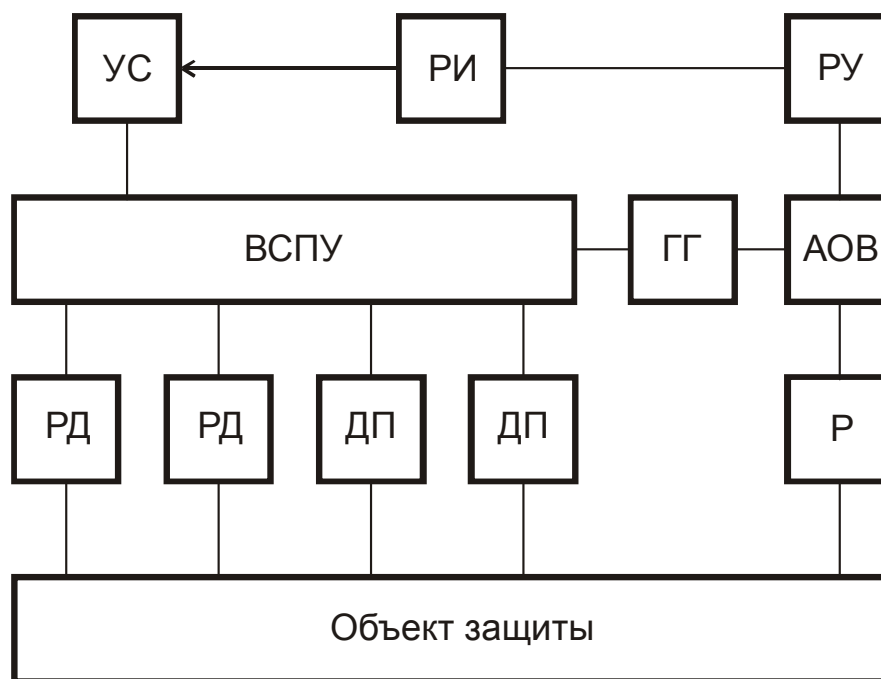 УС
РИ
РУ
ВСПУ
ГГ
АОВ
РД
РД
ДП
ДП
Р
Объект защиты